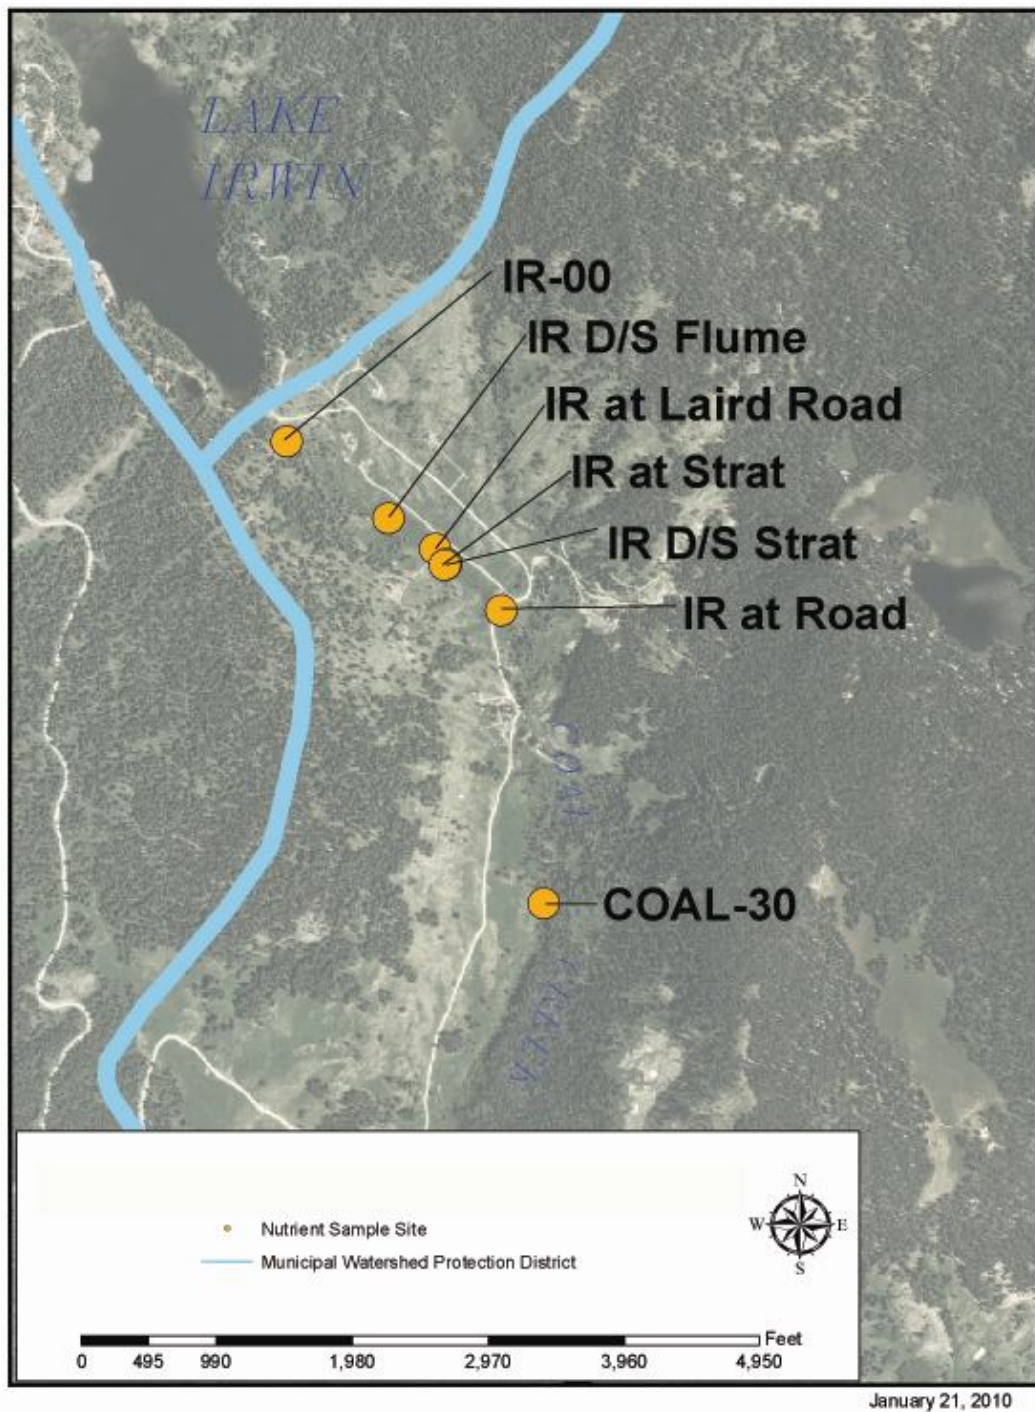 LAKE
IRWIN
IR-00
IR D/S Flume
IR at Laird Road
IR at Strat
IR D/S Strat
IR at Road
COAL
COAL-30
CREEK
N
W E
S
Nutrient Sample Site
Municipal Watershed Protection District
Feet
0 495 990 1,980 2,970 3,960 4,950
January 21, 2010